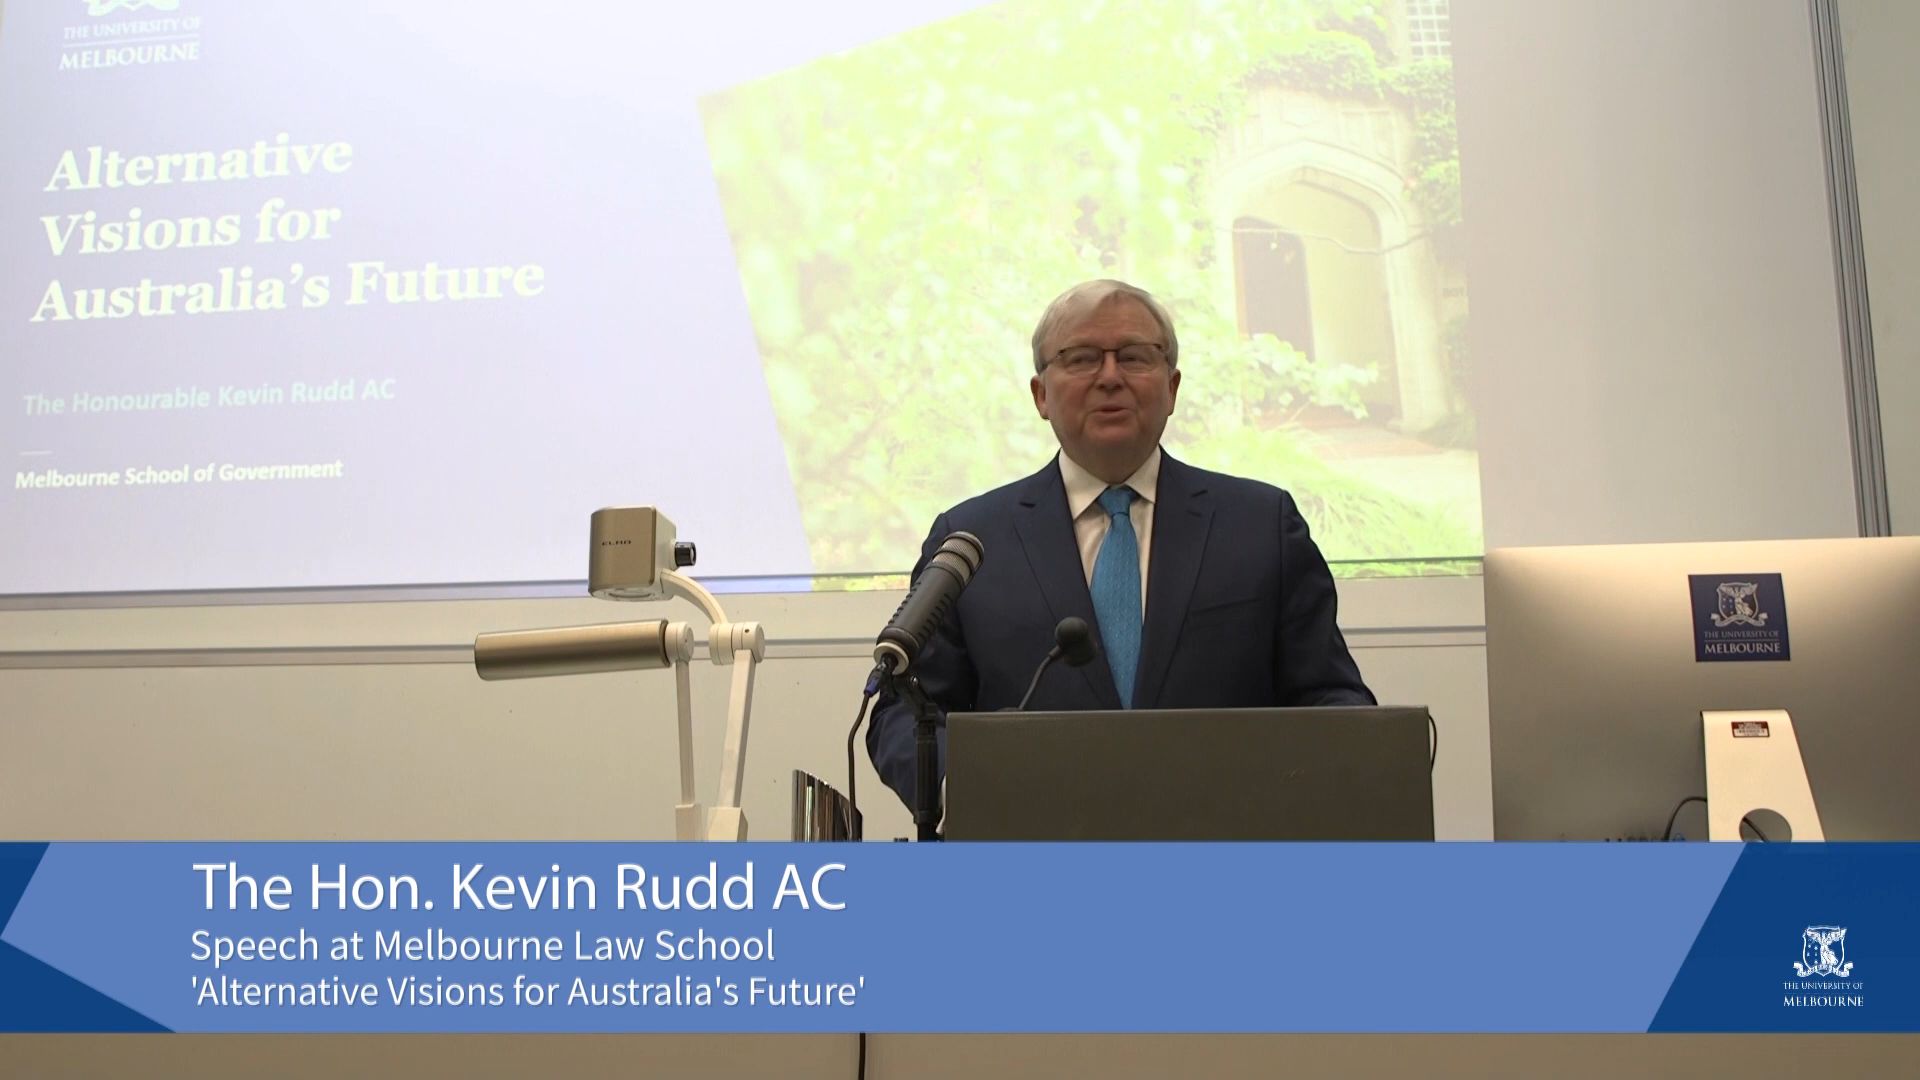 THE UNIVERSITY OF
MELBOURNE
Alternative
Visions for
Australia's Future
The Honourable Kevin Rudd AC
Melbourne School of Government
ELMO
THE UNIVERSITY OF
MELBOURNE
The Hon. Kevin Rudd AC
Speech at Melbourne Law School
'Alternative Visions for Australia's Future'
THE UNIVERSITY OF
MELBOURNE